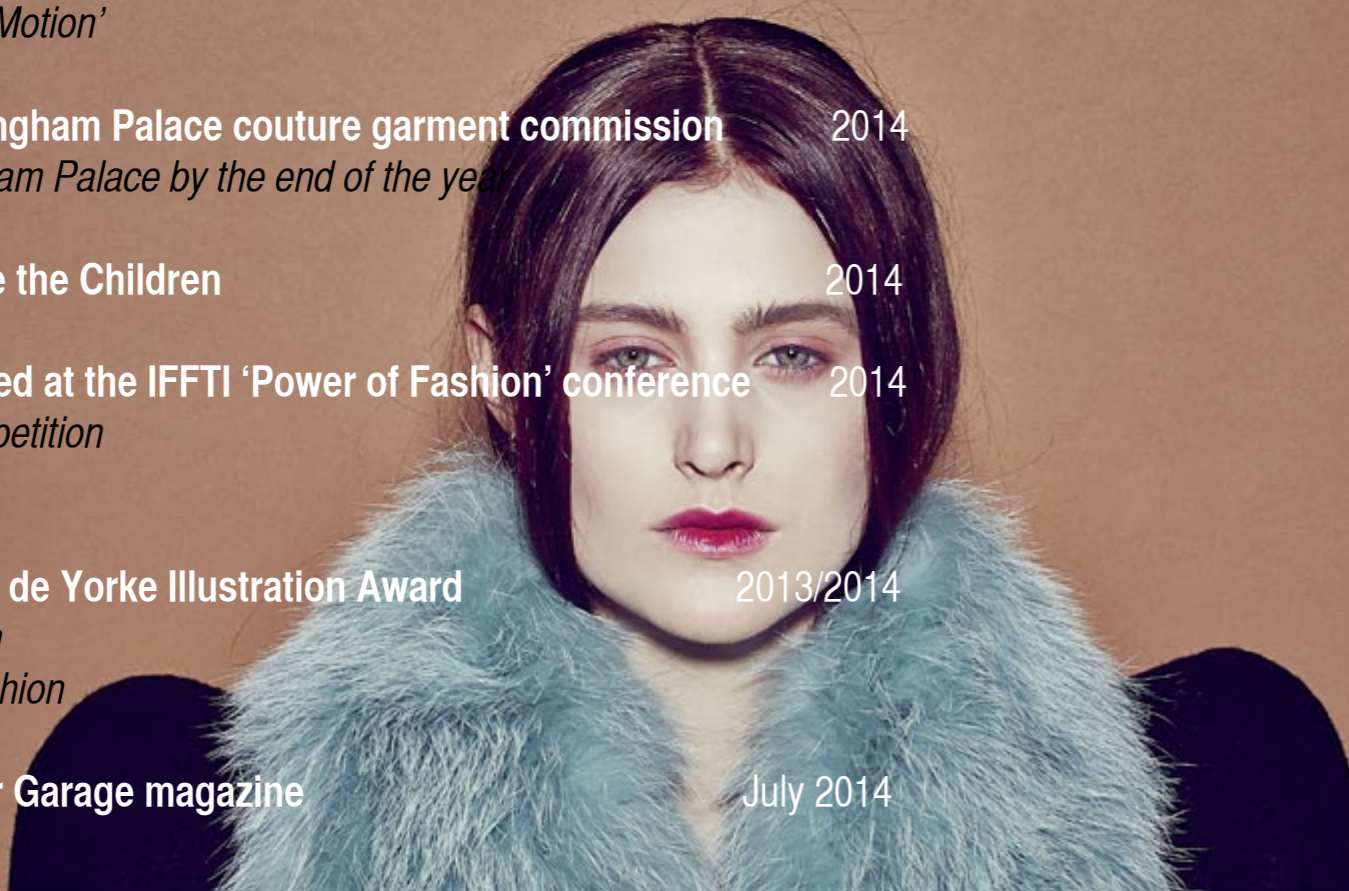 Motion’
ngham Palace couture garment commission 2014
am Palace by the end of the year
e the Children 2014
ed at the IFFTI ‘Power of Fashion’ conference 2014
petition
de Yorke Illustration Award 2013/2014
n
hion
r Garage magazine July 2014